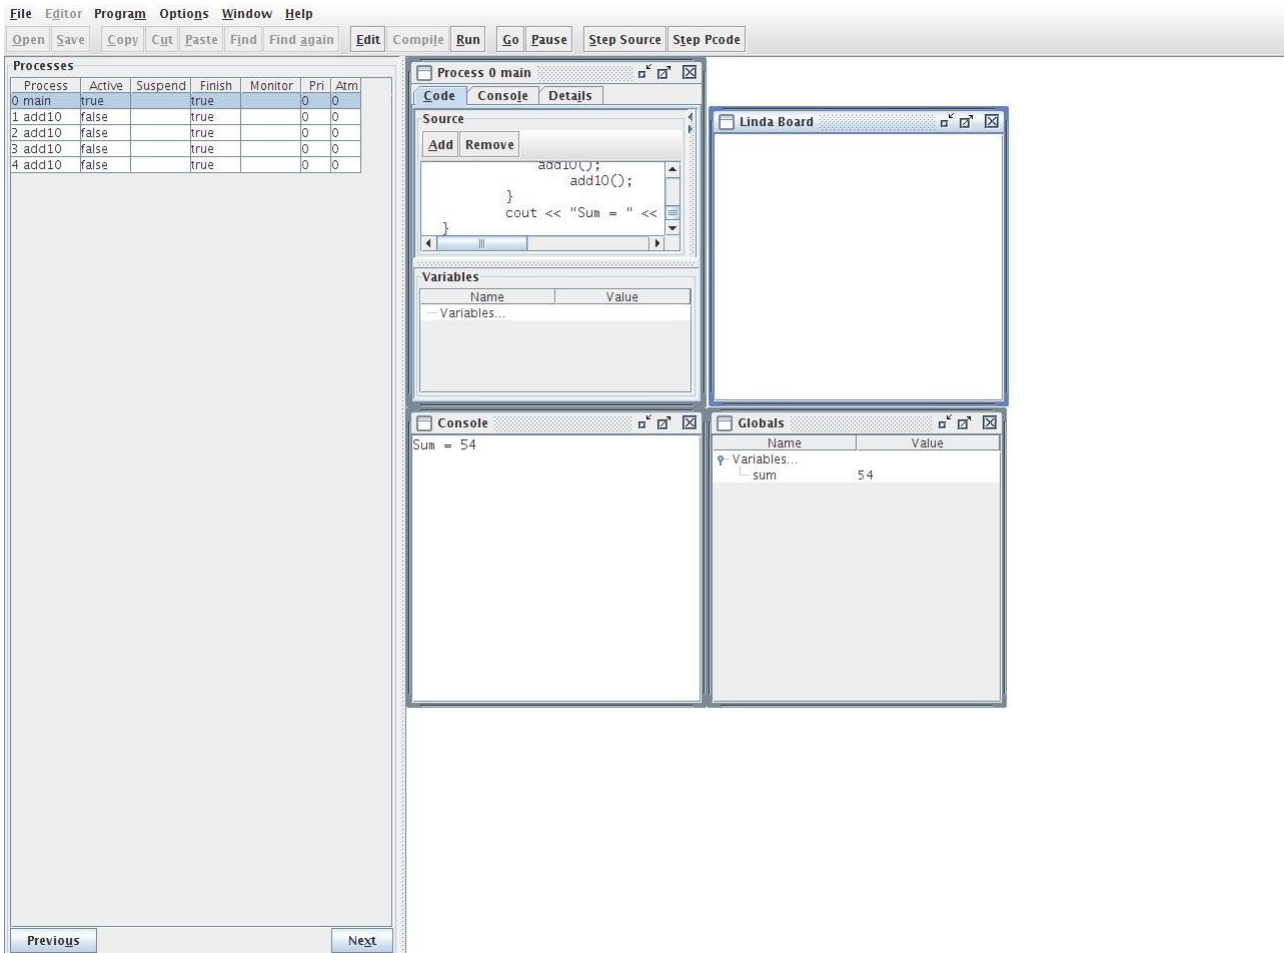 File Editor Program Options Window Help
Open Save Copy Cut Paste Find Find again Edit Compile Run Go Pause Step Source Step Pcode
Processes
Process Active Suspend Finish Monitor Pri Atm
0 main true true 0 0
1 add10 false true 0 0
2 add10 false true 0 0
3 add10 false true 0 0
4 add10 false true 0 0
Previous Next
Process 0 main
Code Console Details
Source
Add Remove
add10();
add10();
}
cout << "Sum = " <<
}
Variables
Name Value
Variables...
Linda Board
Console
Sum = 54
Globals
Name Value
Variables...
sum 54